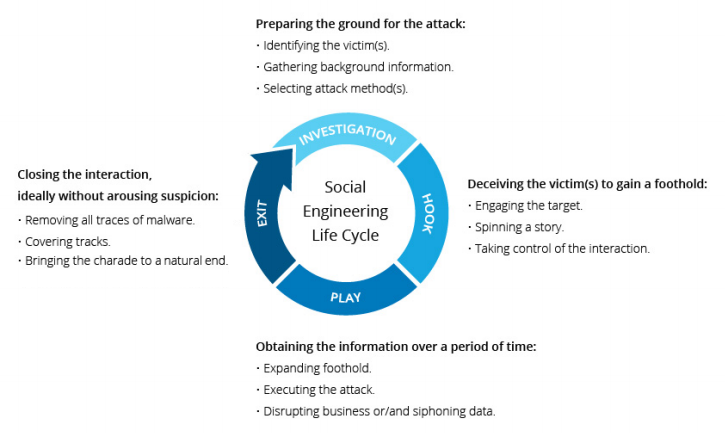 Preparing the ground for the attack:
· Identifying the victim(s).
· Gathering background information.
· Selecting attack method(s).
INVESTIGATION
Closing the interaction,
ideally without arousing suspicion:
· Removing all traces of malware.
· Covering tracks.
· Bringing the charade to a natural end.
EXIT
Social
Engineering
Life Cycle
HOOK
Deceiving the victim(s) to gain a foothold:
· Engaging the target.
· Spinning a story.
· Taking control of the interaction.
PLAY
Obtaining the information over a period of time:
· Expanding foothold.
· Executing the attack.
· Disrupting business or/and siphoning data.